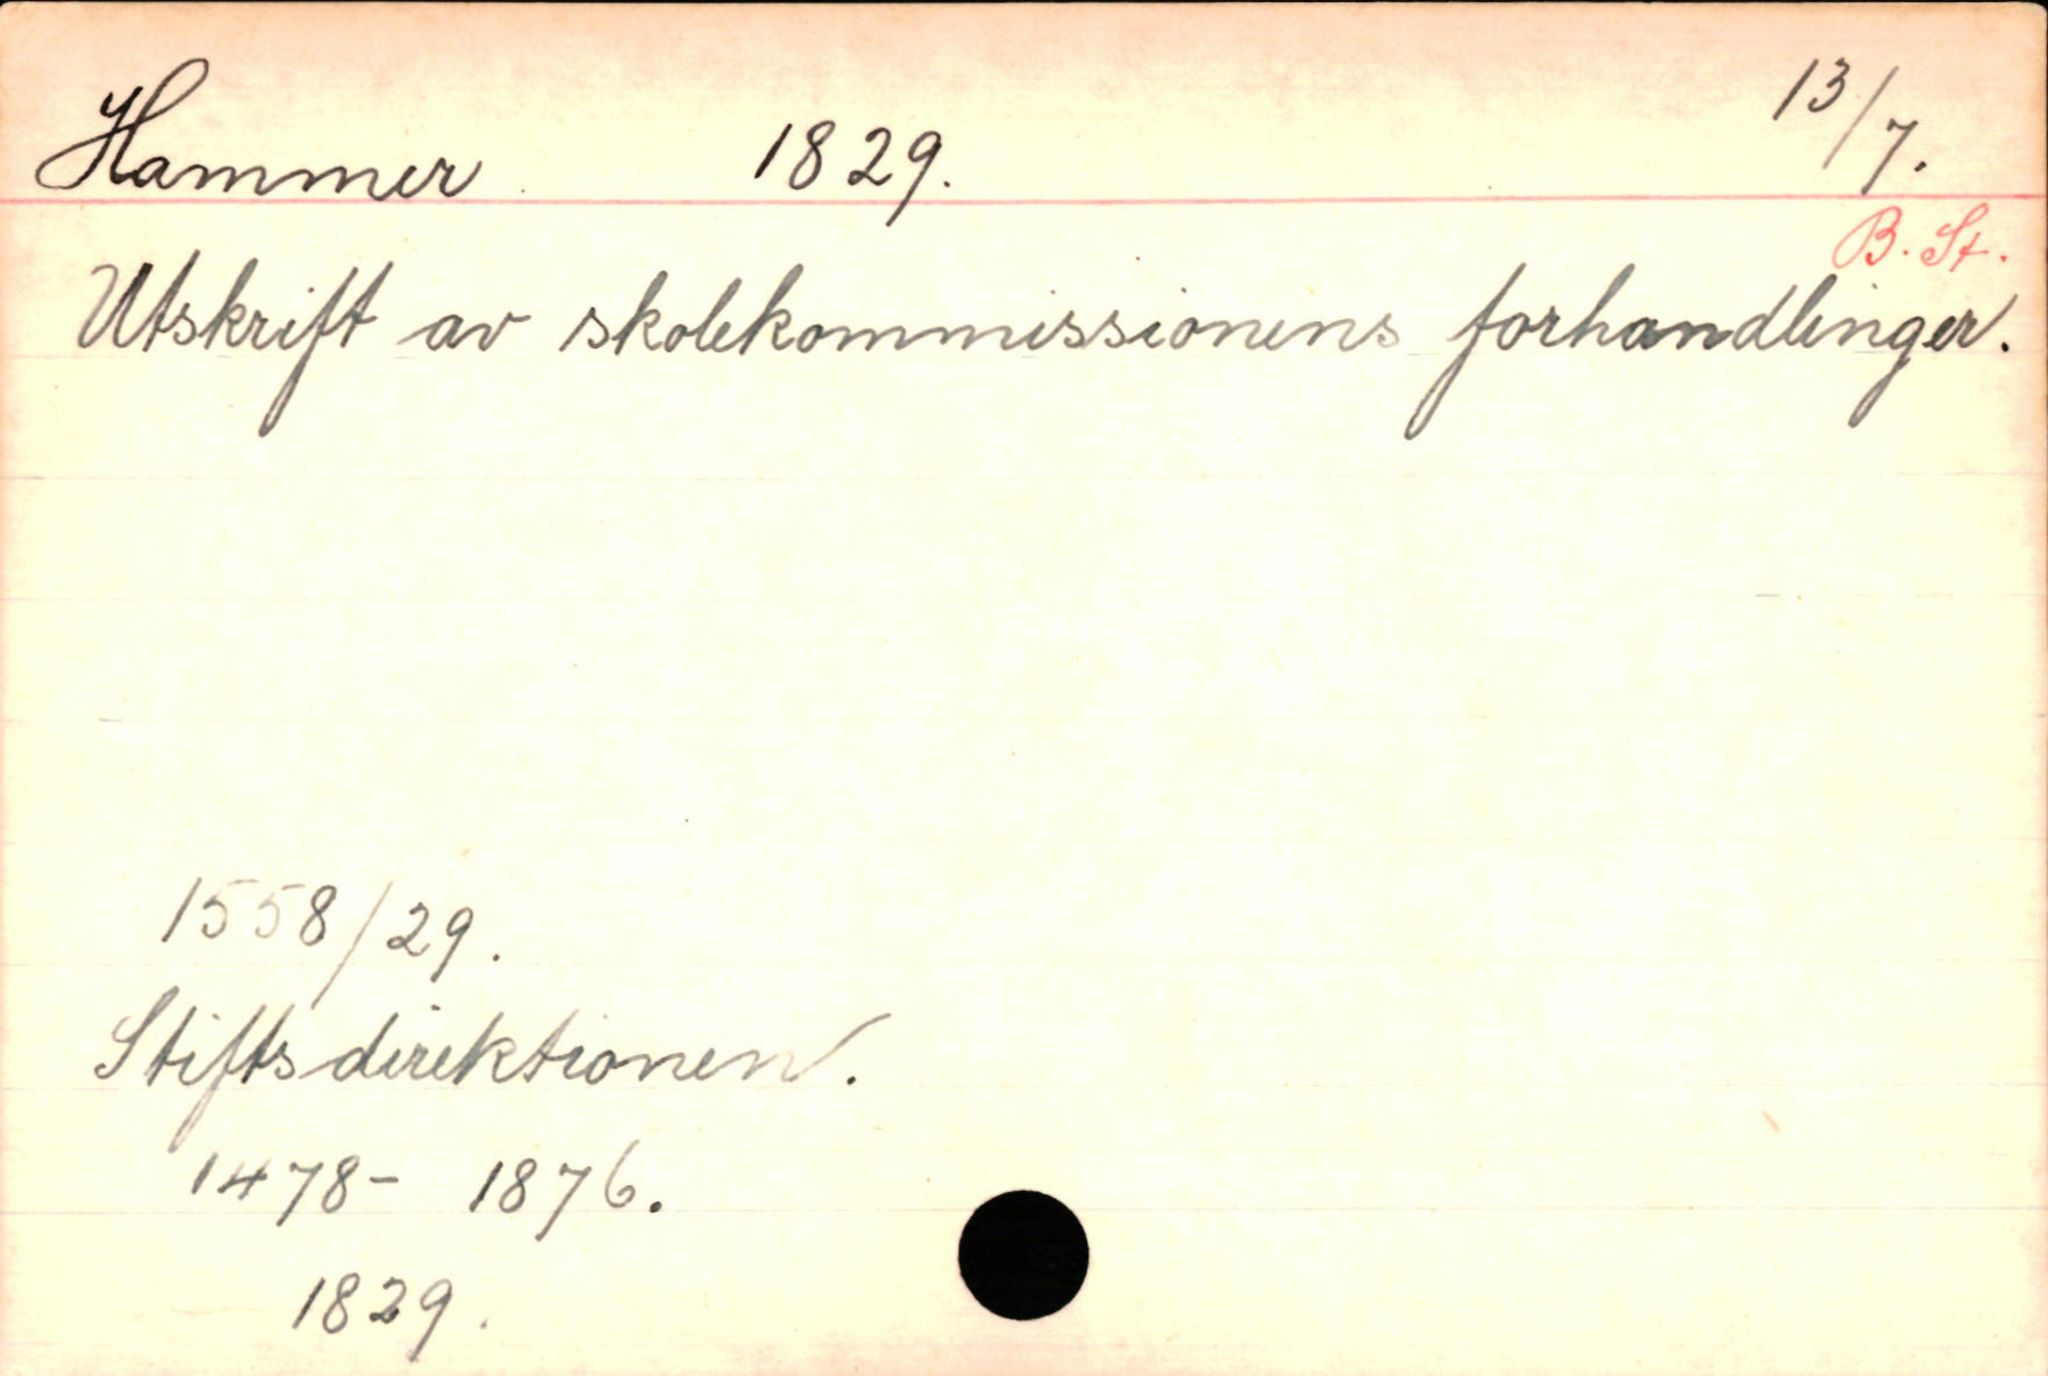 Hammer 1829. 13/7.
B. St.
Utskrift av skolekommissionens forhandlinger.
1558/29.
Stiftsdirektionen.
1478- 1876.
1829.